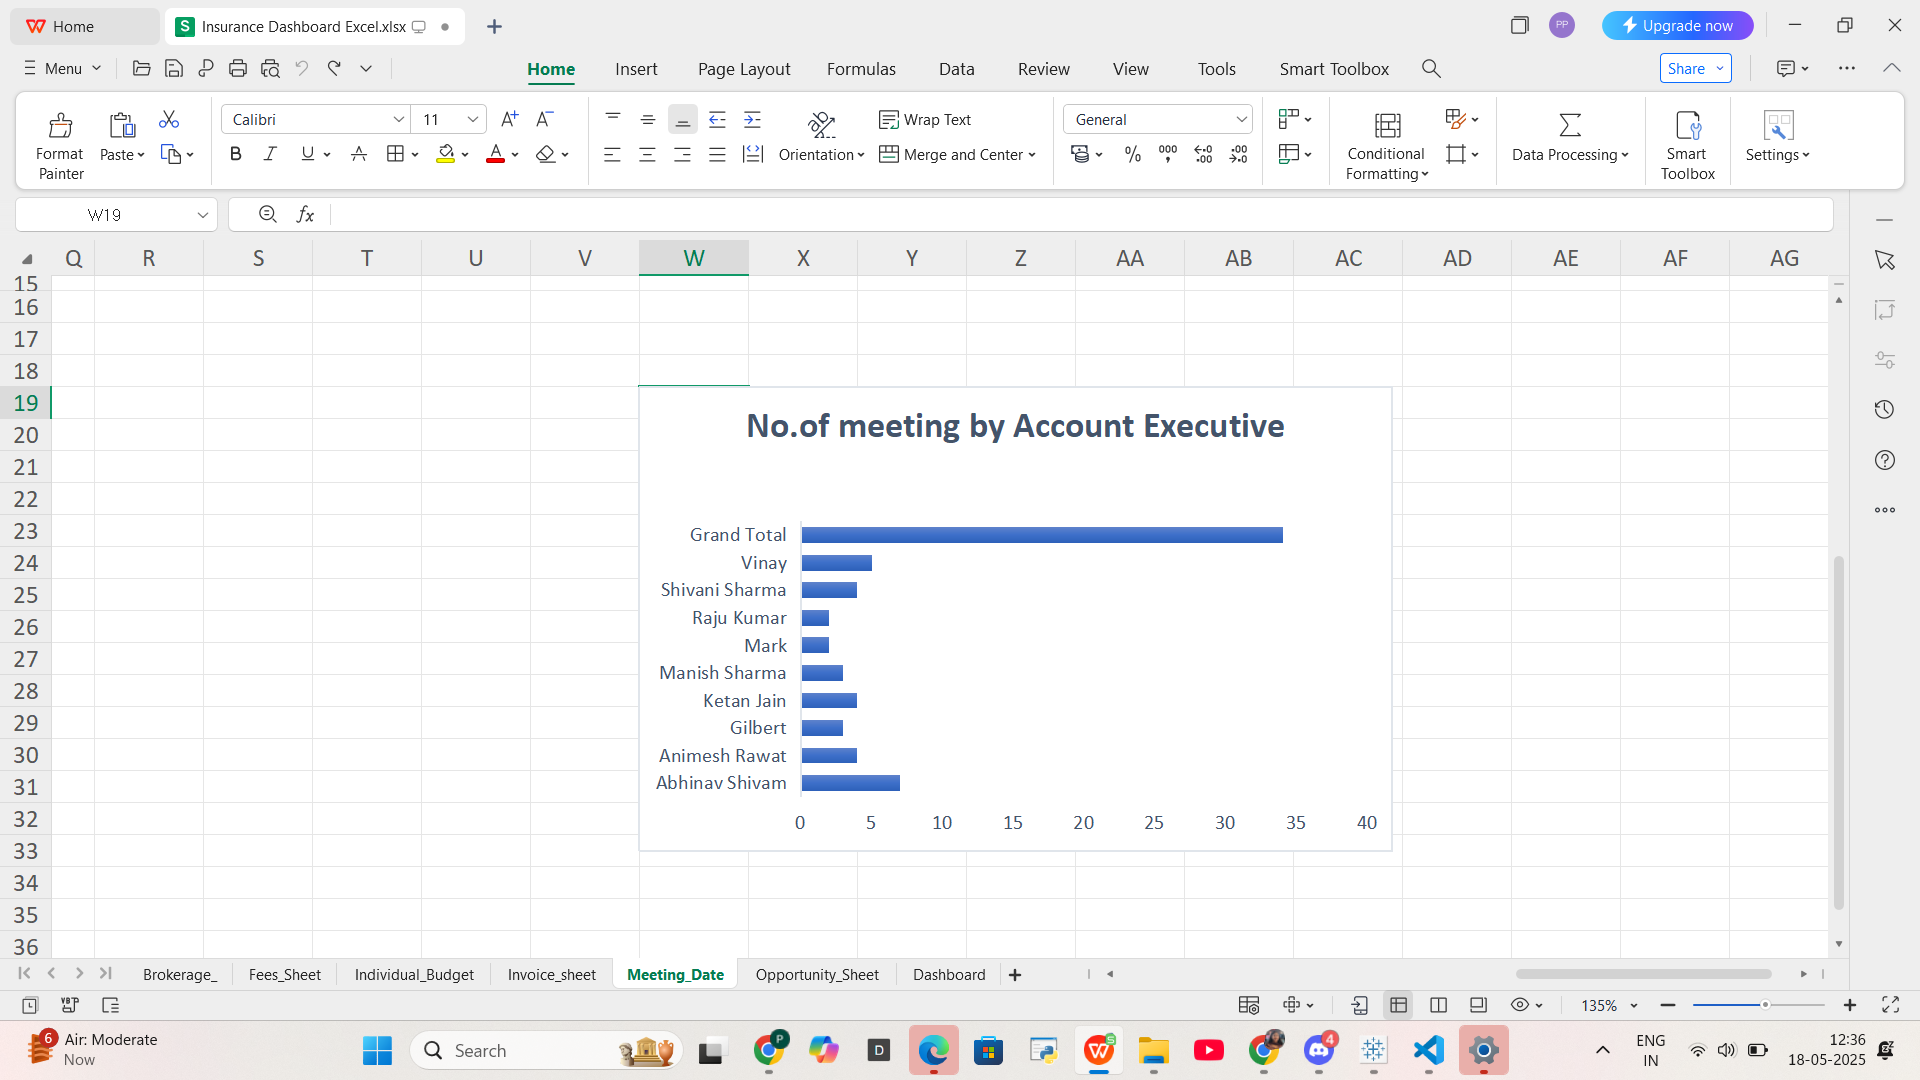 Home
Insurance Dashboard Excel.xlsx
PP
Upgrade now
Menu
Home Insert Page Layout Formulas Data Review View Tools Smart Toolbox
Share
Format Painter
Paste
Calibri
11
Wrap Text
Orientation
Merge and Center
General
Conditional Formatting
Data Processing
Smart Toolbox
Settings
W19
fx
Q R S T U V W X Y Z AA AB AC AD AE AF AG
15
16
17
18
19
20
21
22
23
24
25
26
27
28
29
30
31
32
33
34
35
36
No.of meeting by Account Executive
Grand Total
Vinay
Shivani Sharma
Raju Kumar
Mark
Manish Sharma
Ketan Jain
Gilbert
Animesh Rawat
Abhinav Shivam
0 5 10 15 20 25 30 35 40
Brokerage_ Fees_Sheet Individual_Budget Invoice_sheet Meeting_Date Opportunity_Sheet Dashboard
135%
6
Air: Moderate
Now
Search
P
D
4
ENG
IN
12:36
18-05-2025